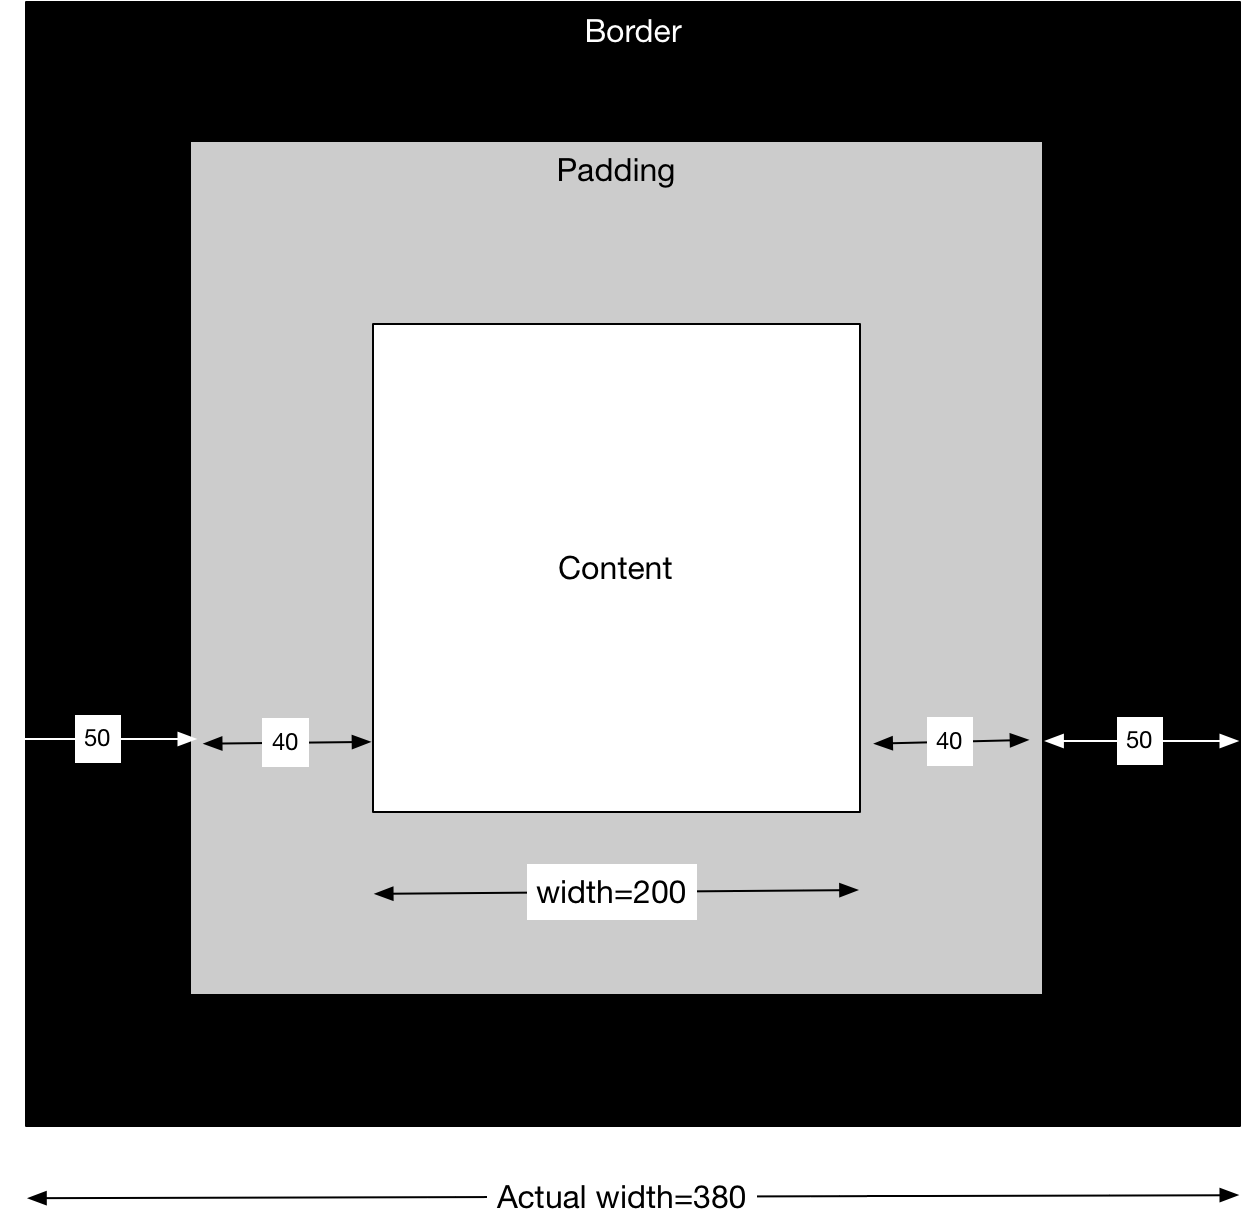 Border
Padding
Content
50
40
40
50
width=200
Actual width=380